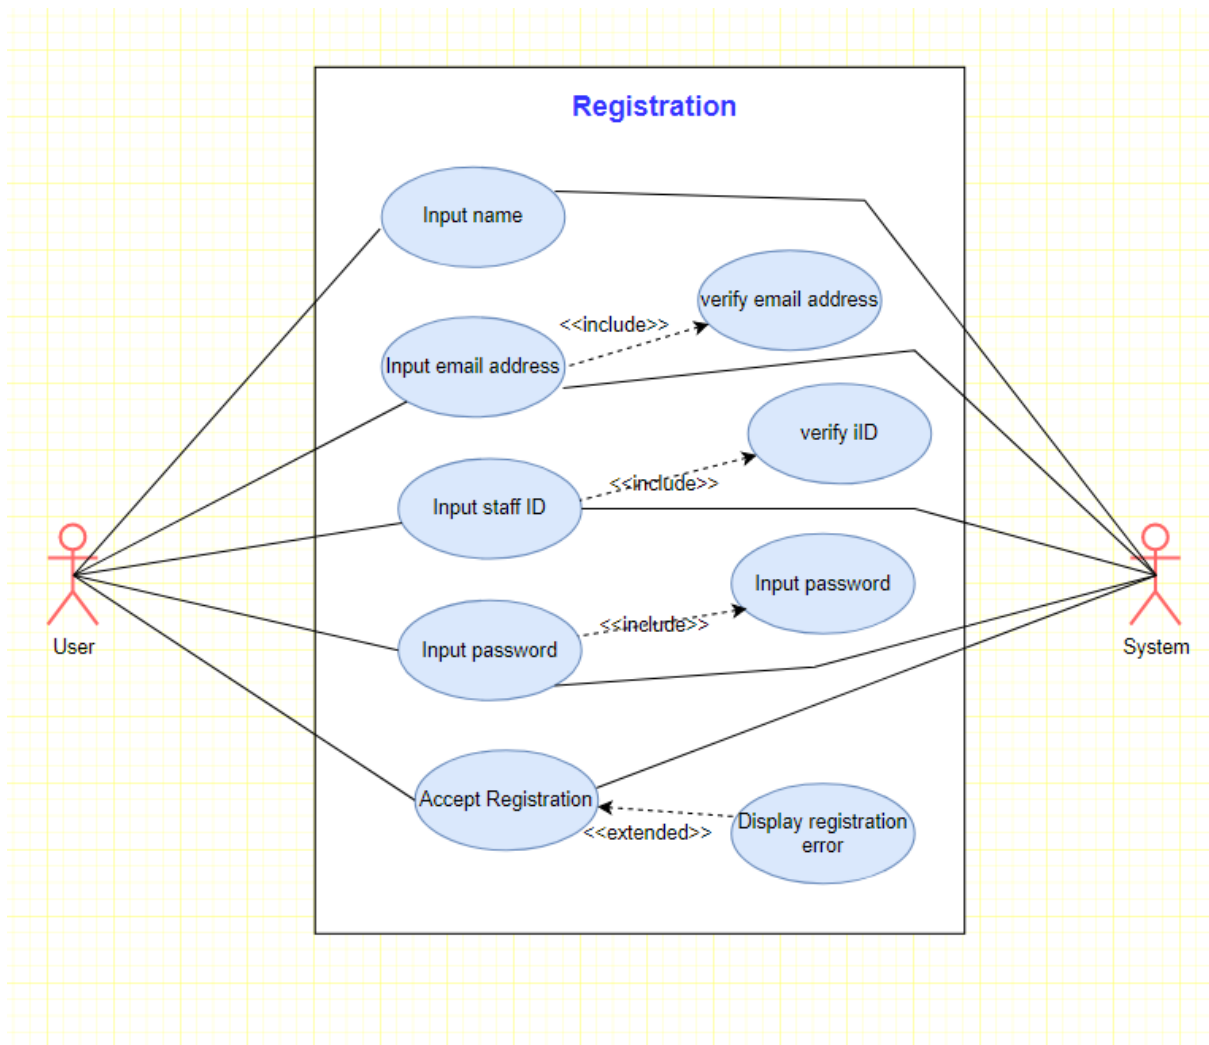 Registration
Input name
verify email address
<<include>>
Input email address
verify iID
<<include>>
Input staff ID
Input password
<<include>>
Input password
User
System
Accept Registration
Display registration
error
<<extended>>